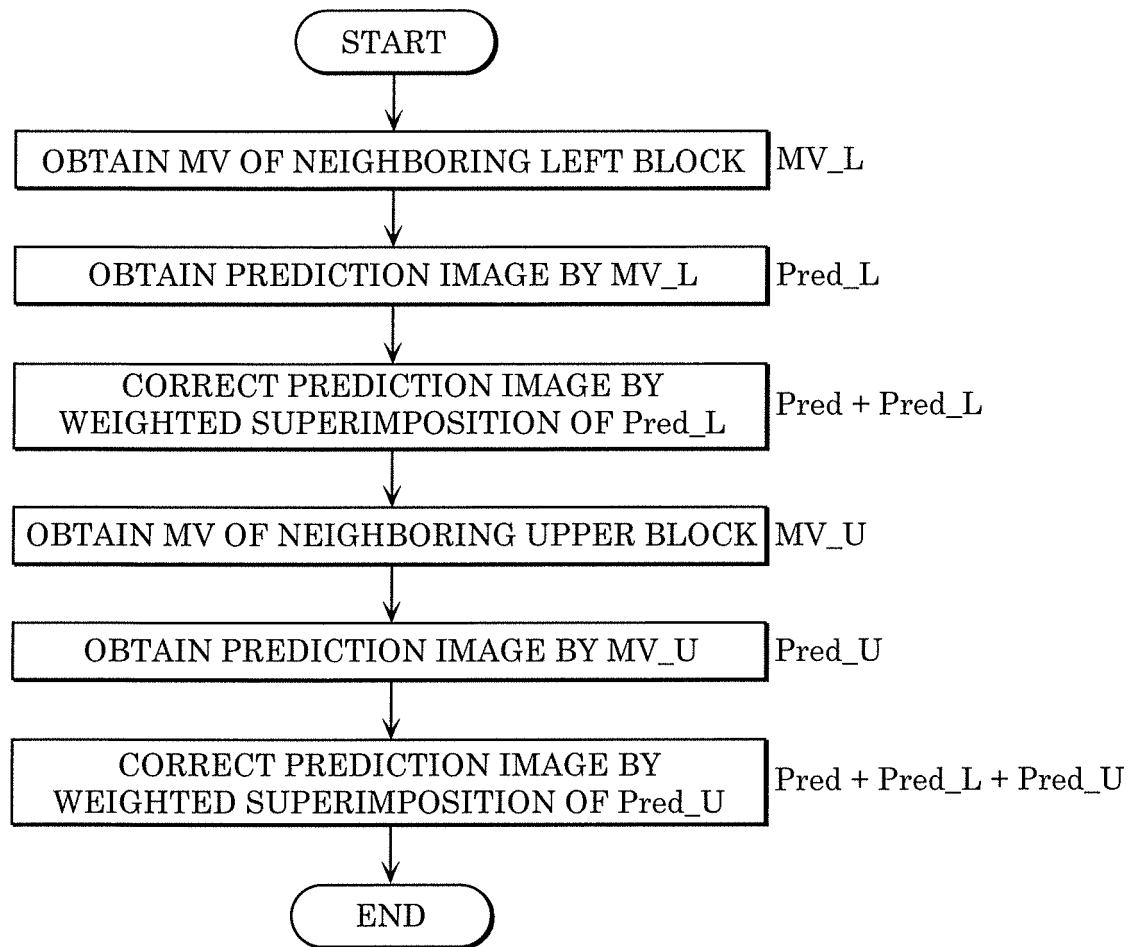 START
OBTAIN MV OF NEIGHBORING LEFT BLOCK MV_L
OBTAIN PREDICTION IMAGE BY MV_L Pred_L
CORRECT PREDICTION IMAGE BY
WEIGHTED SUPERIMPOSITION OF Pred_L
Pred + Pred_L
OBTAIN MV OF NEIGHBORING UPPER BLOCK MV_U
OBTAIN PREDICTION IMAGE BY MV_U Pred_U
CORRECT PREDICTION IMAGE BY
WEIGHTED SUPERIMPOSITION OF Pred_U
Pred + Pred_L + Pred_U
END